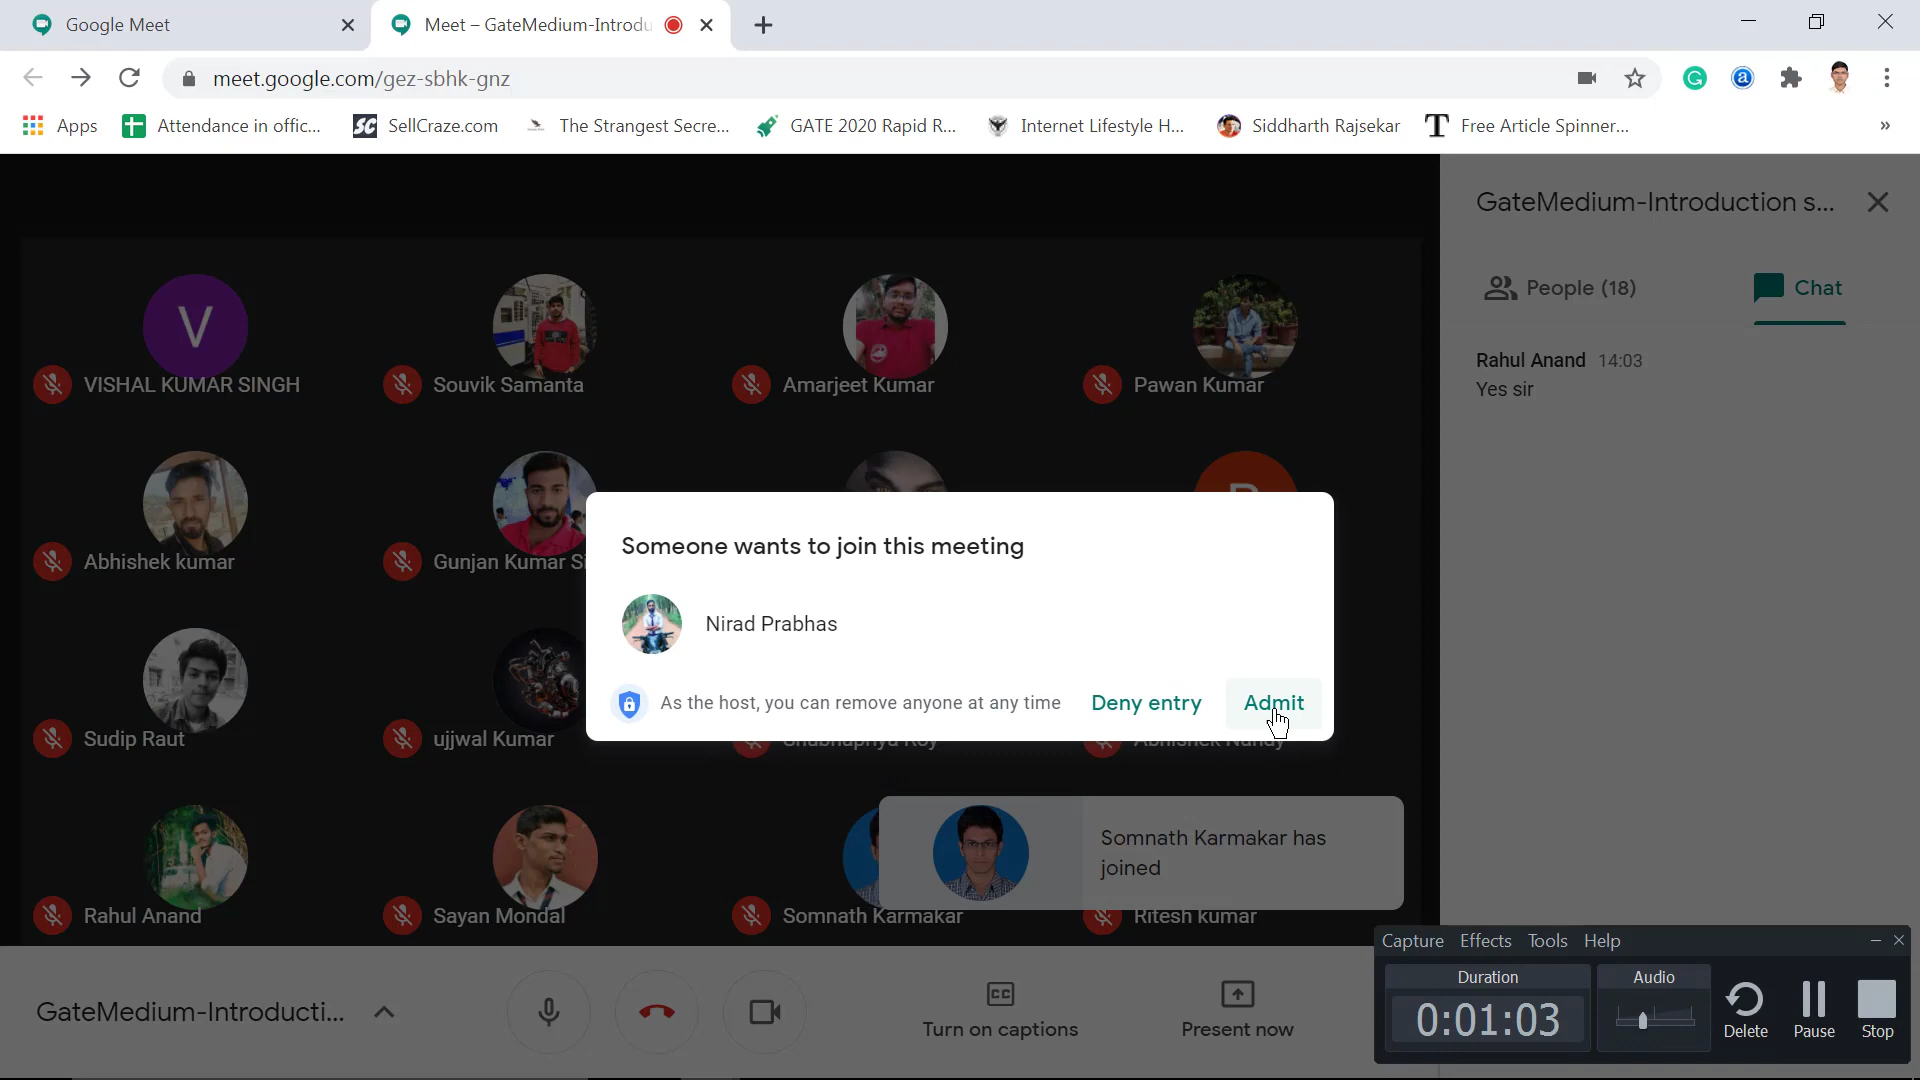 Google Meet
Meet – GateMedium-Introdu
meet.google.com/gez-sbhk-gnz
Apps
Attendance in offic...
SellCraze.com
The Strangest Secre...
GATE 2020 Rapid R...
Internet Lifestyle H...
Siddharth Rajsekar
T
Free Article Spinner...
»
GateMedium-Introduction s...
People (18)
Chat
Rahul Anand 14:03
Yes sir
V
VISHAL KUMAR SINGH
Souvik Samanta
Amarjeet Kumar
Pawan Kumar
Abhishek kumar
Gunjan Kumar Si
Sudip Raut
ujjwal Kumar
Abhishek Nandy
Rahul Anand
Sayan Mondal
Somnath Karmakar
Ritesh kumar
Someone wants to join this meeting
Nirad Prabhas
As the host, you can remove anyone at any time
Deny entry
Admit
Somnath Karmakar has
joined
GateMedium-Introducti...
CC
Turn on captions
Present now
Capture Effects Tools Help
Duration
0:01:03
Audio
Delete
Pause
Stop